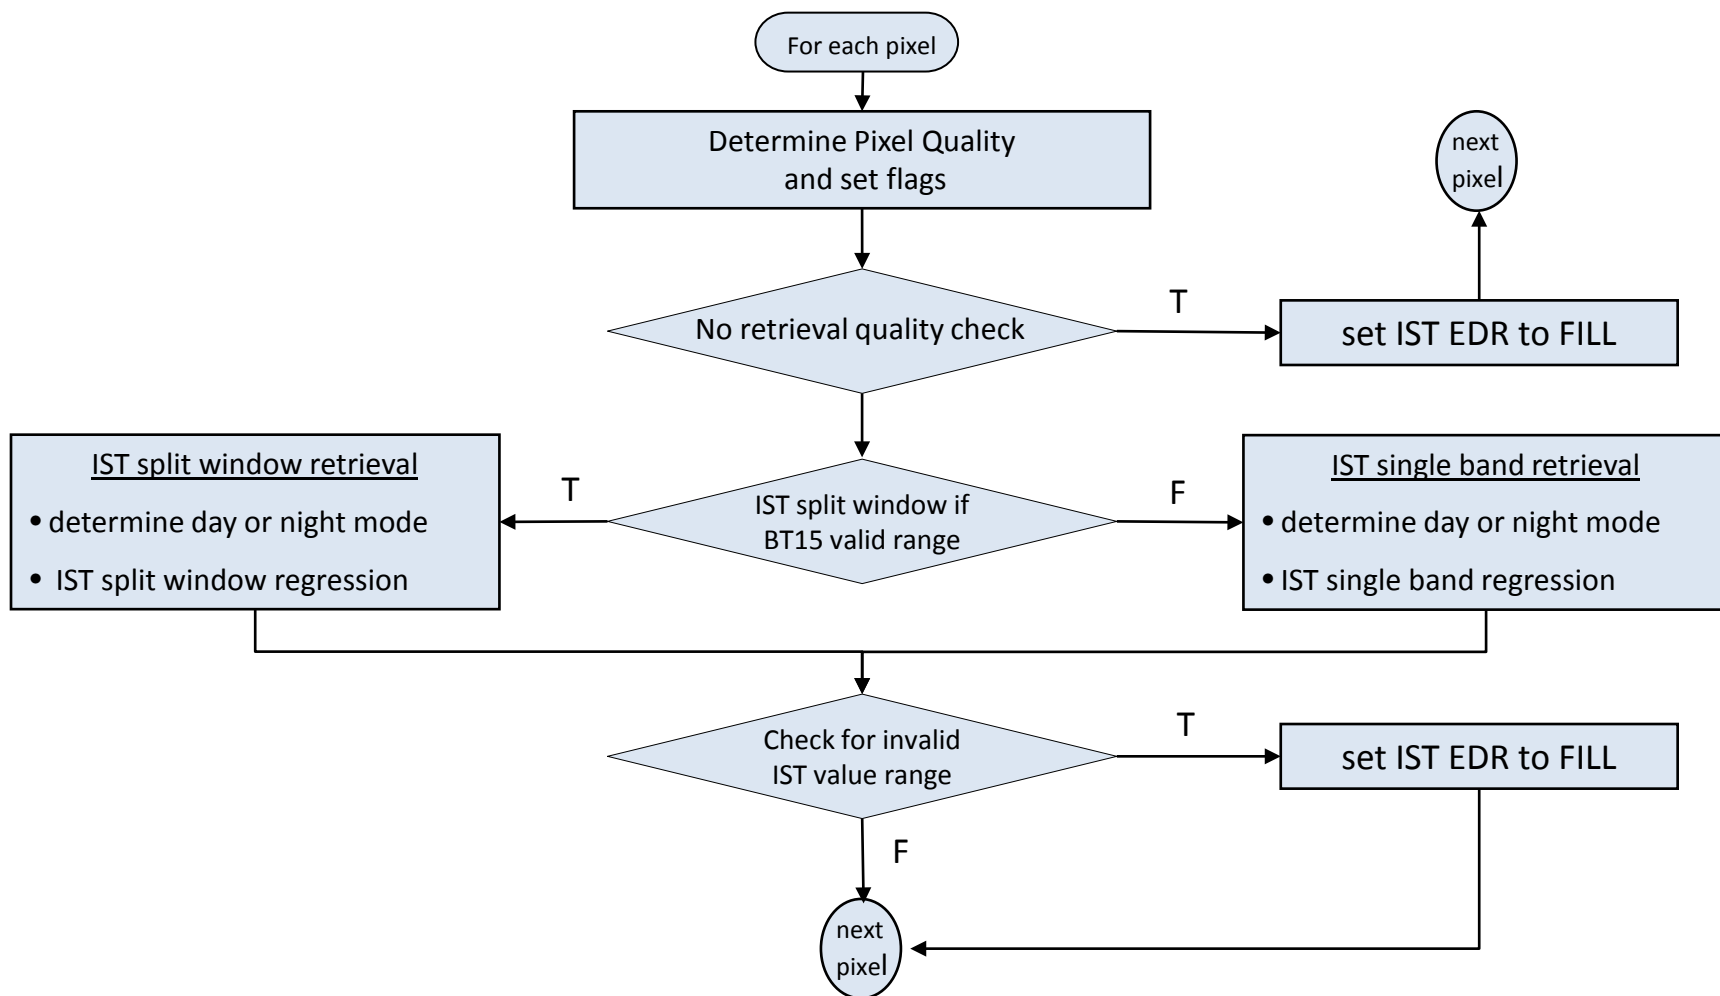 For each pixel
Determine Pixel Quality
and set flags
next
pixel
No retrieval quality check
T
set IST EDR to FILL
IST split window retrieval
• determine day or night mode
• IST split window regression
T
IST split window if
BT15 valid range
F
IST single band retrieval
• determine day or night mode
• IST single band regression
Check for invalid
IST value range
T
set IST EDR to FILL
F
next
pixel